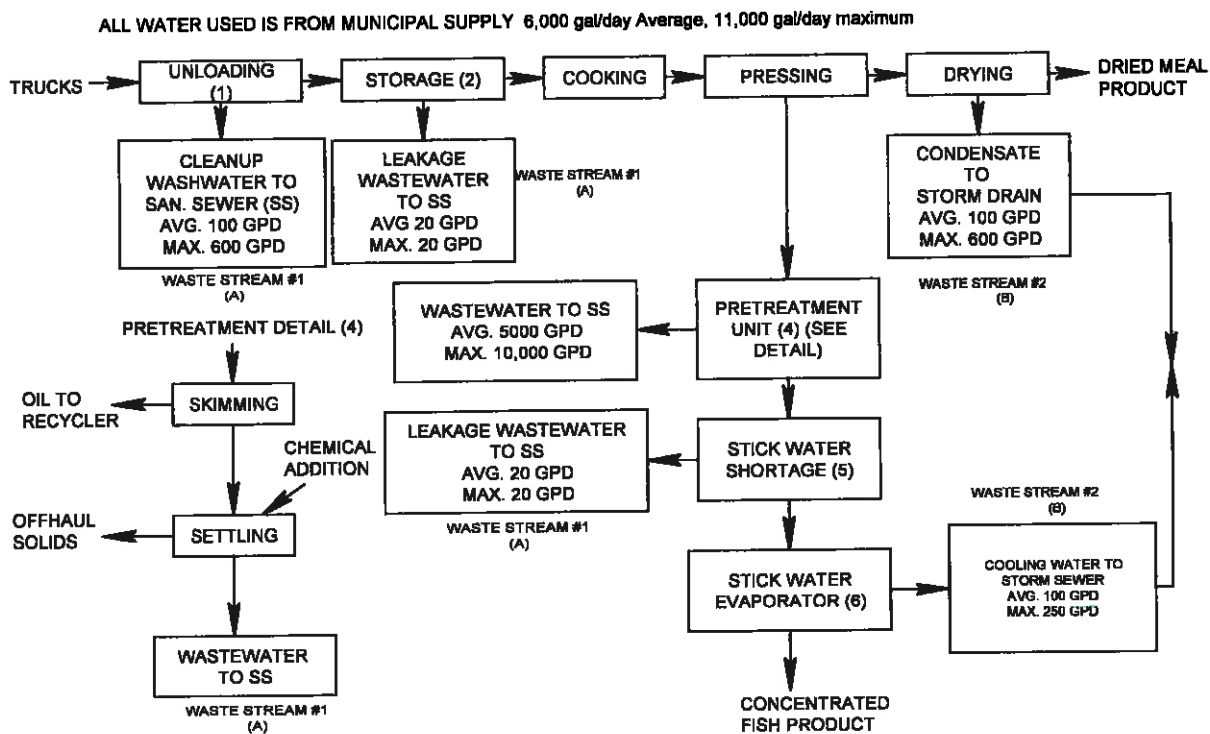 ALL WATER USED IS FROM MUNICIPAL SUPPLY 6,000 gal/day Average, 11,000 gal/day maximum
TRUCKS
UNLOADING
(1)
STORAGE (2)
COOKING
PRESSING
DRYING
DRIED MEAL
PRODUCT
CLEANUP
WASHWATER TO
SAN. SEWER (SS)
AVG. 100 GPD
MAX. 600 GPD
WASTE STREAM #1
(A)
LEAKAGE
WASTEWATER
TO SS
AVG 20 GPD
MAX. 20 GPD
WASTE STREAM #1
(A)
CONDENSATE
TO
STORM DRAIN
AVG. 100 GPD
MAX. 600 GPD
WASTE STREAM #2
(B)
WASTEWATER TO SS
AVG. 5000 GPD
MAX. 10,000 GPD
PRETREATMENT
UNIT (4) (SEE
DETAIL)
PRETREATMENT DETAIL (4)
SKIMMING
OIL TO
RECYCLER
CHEMICAL
ADDITION
SETTLING
OFFHAUL
SOLIDS
WASTEWATER
TO SS
WASTE STREAM #1
(A)
LEAKAGE WASTEWATER
TO SS
AVG. 20 GPD
MAX. 20 GPD
WASTE STREAM #1
(A)
STICK WATER
SHORTAGE (5)
STICK WATER
EVAPORATOR (6)
WASTE STREAM #2
(B)
COOLING WATER TO
STORM SEWER
AVG. 100 GPD
MAX. 250 GPD
CONCENTRATED
FISH PRODUCT